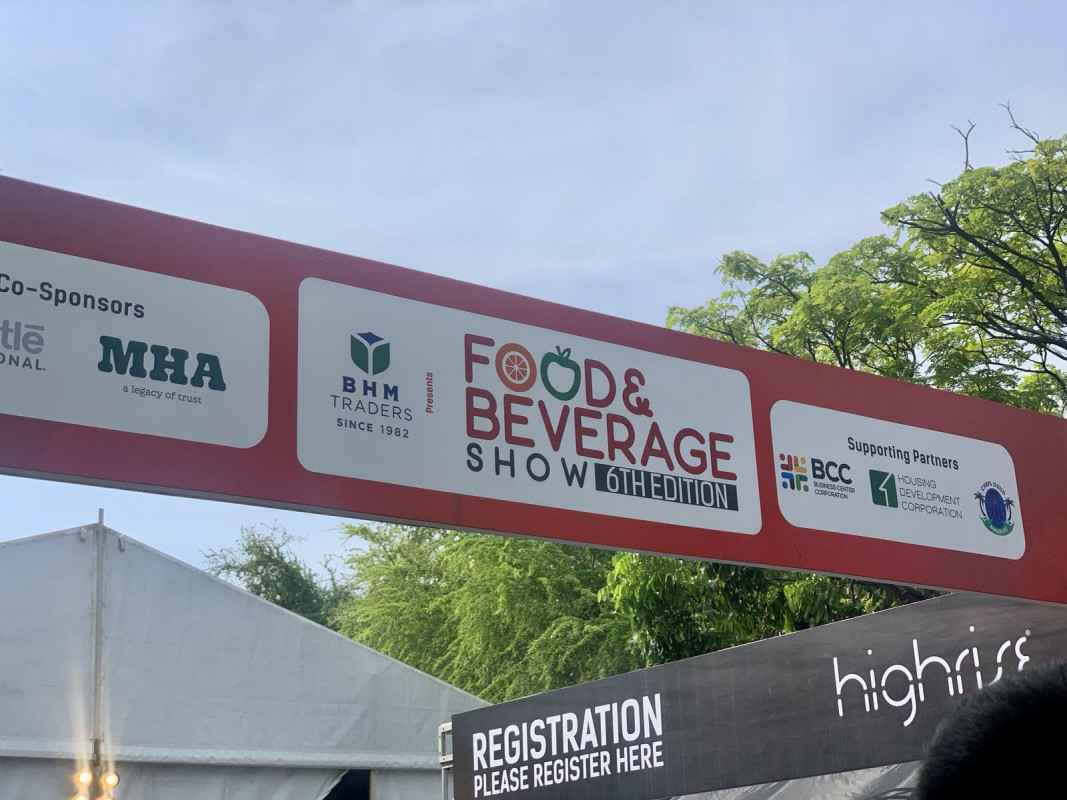 Co-Sponsors
MHA
a legacy of trust
BHM
TRADERS
SINCE 1982
Presents
FOOD &
BEVERAGE
SHOW 6TH EDITION
Supporting Partners
BCC
BUSINESS CENTER
CORPORATION
HOUSING
DEVELOPMENT
CORPORATION
REGISTRATION
PLEASE REGISTER HERE
highrise